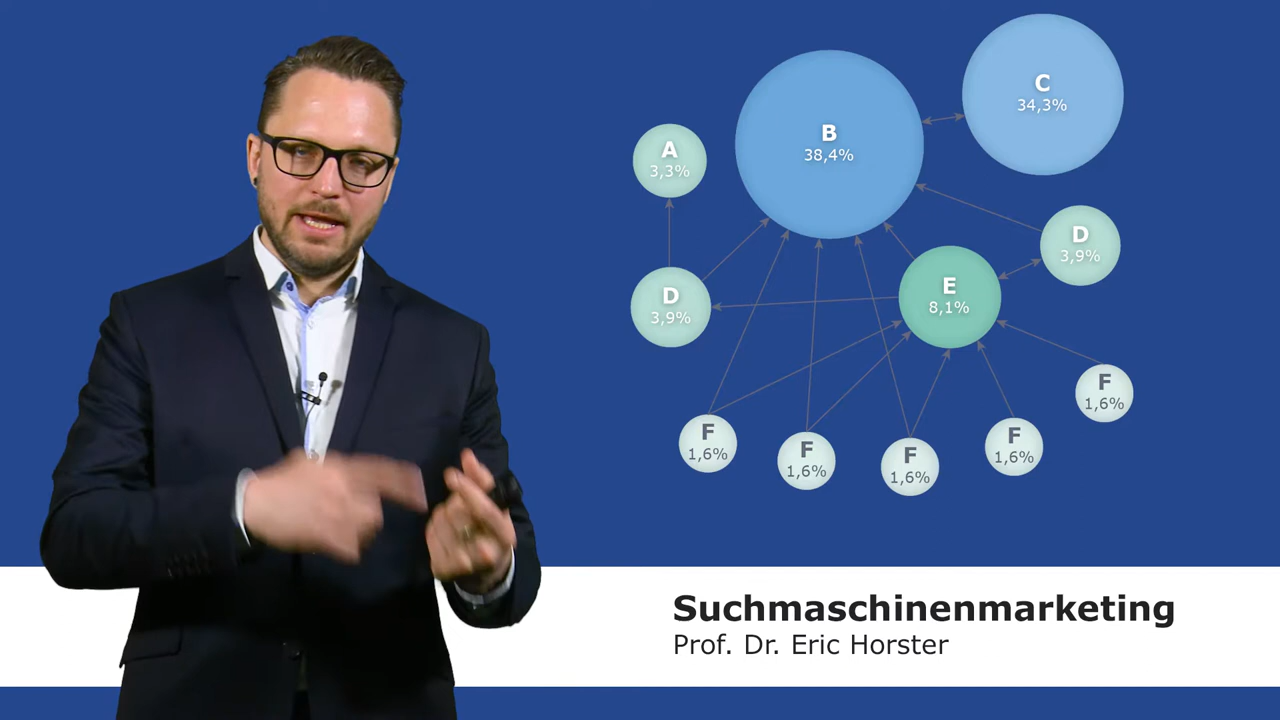 C
34,3%
B
38,4%
A
3,3%
D
3,9%
E
8,1%
D
3,9%
F
1,6%
F
1,6%
F
1,6%
F
1,6%
F
1,6%
Suchmaschinenmarketing
Prof. Dr. Eric Horster